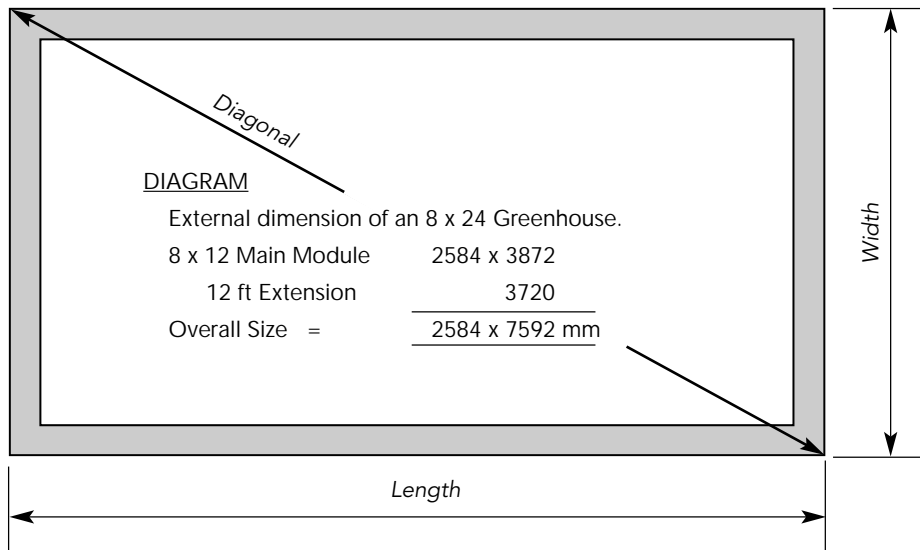 Diagonal
DIAGRAM
External dimension of an 8 x 24 Greenhouse.
8 x 12 Main Module 2584 x 3872
12 ft Extension 3720
Overall Size = 2584 x 7592 mm
Width
Length